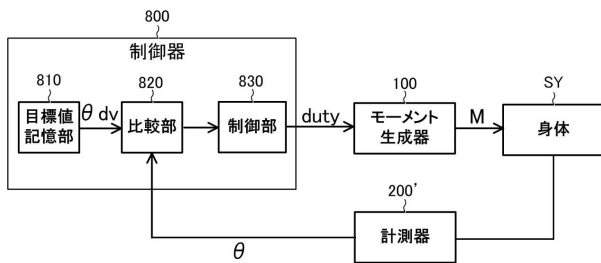 800
制御器
810
820
830
100
SY
目標値
記憶部
θ dv
比較部
制御部
duty
モーメント
生成器
M
身体
200'
計測器
θ